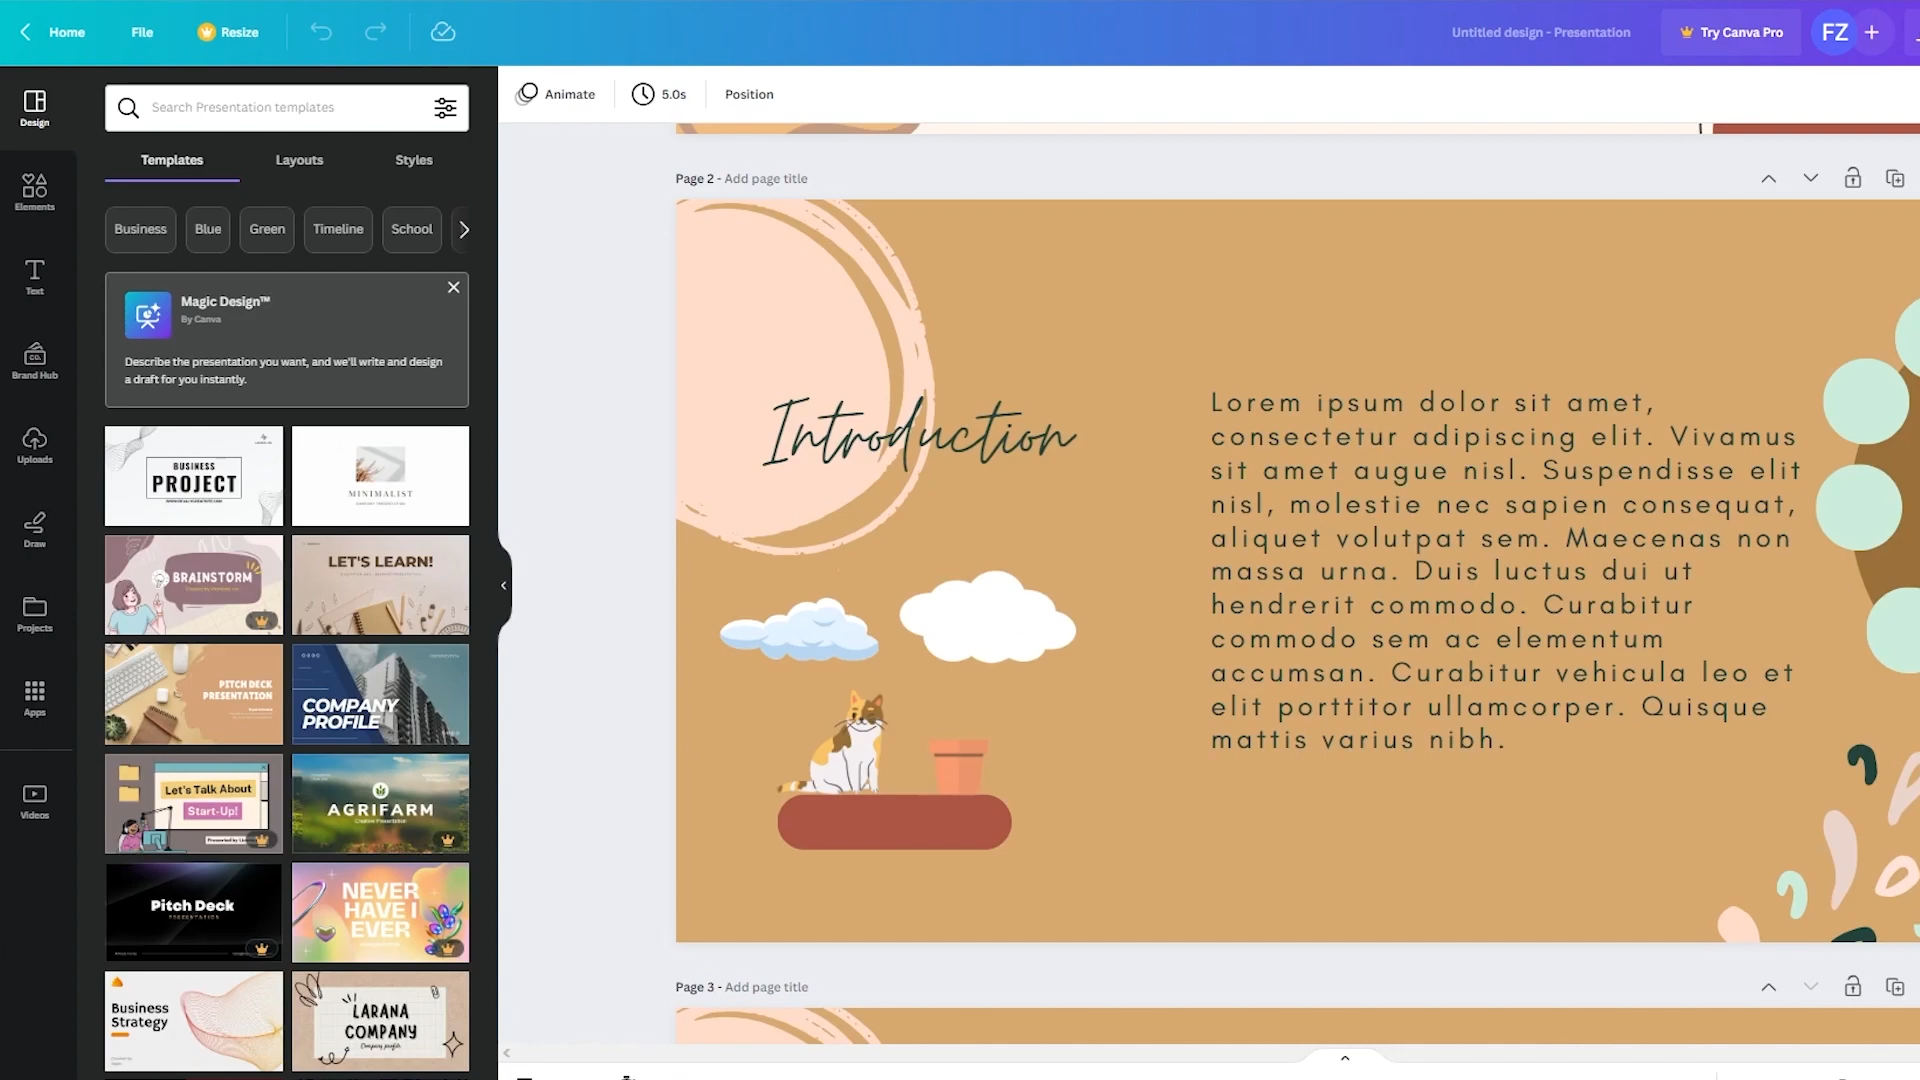 Home File Resize Untitled design - Presentation Try Canva Pro FZ
Design
Elements
Text
Brand Hub
Uploads
Draw
Projects
Apps
Videos
Search Presentation templates
Templates Layouts Styles
Business Blue Green Timeline School
Magic Design™
By Canva
Describe the presentation you want, and we'll write and design
a draft for you instantly.
BUSINESS
PROJECT
MINIMALIST
BRAINSTORM
LET'S LEARN!
PITCH DECK
PRESENTATION
COMPANY
PROFILE
Let's Talk About
Start-Up!
AGRIFARM
Creative Presentation
Pitch Deck
PRESENTATION
NEVER
HAVE I
EVER
Business
Strategy
LARANA
COMPANY
Company profile
Animate 5.0s Position
Page 2 - Add page title
Introduction
Lorem ipsum dolor sit amet,
consectetur adipiscing elit. Vivamus
sit amet augue nisl. Suspendisse elit
nisl, molestie nec sapien consequat,
aliquet volutpat sem. Maecenas non
massa urna. Duis luctus dui ut
hendrerit commodo. Curabitur
commodo sem ac elementum
accumsan. Curabitur vehicula leo et
elit porttitor ullamcorper. Quisque
mattis varius nibh.
Page 3 - Add page title